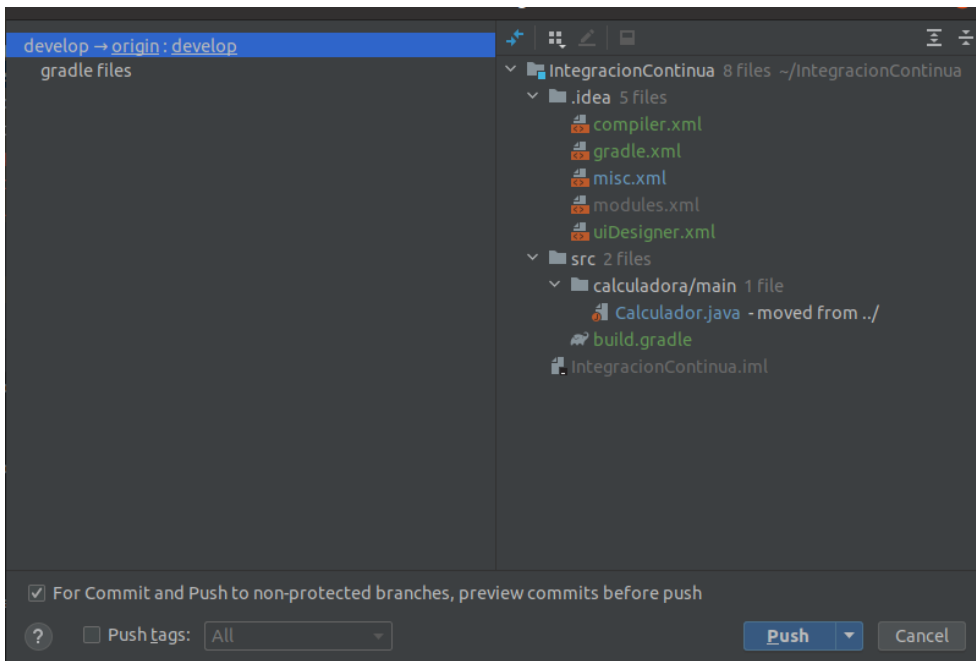 develop → origin : develop
gradle files
IntegracionContinua 8 files ~/IntegracionContinua
.idea 5 files
compiler.xml
gradle.xml
misc.xml
modules.xml
uiDesigner.xml
src 2 files
calculadora/main 1 file
Calculador.java - moved from ../
build.gradle
IntegracionContinua.iml
For Commit and Push to non-protected branches, preview commits before push
? Push tags: All Push Cancel